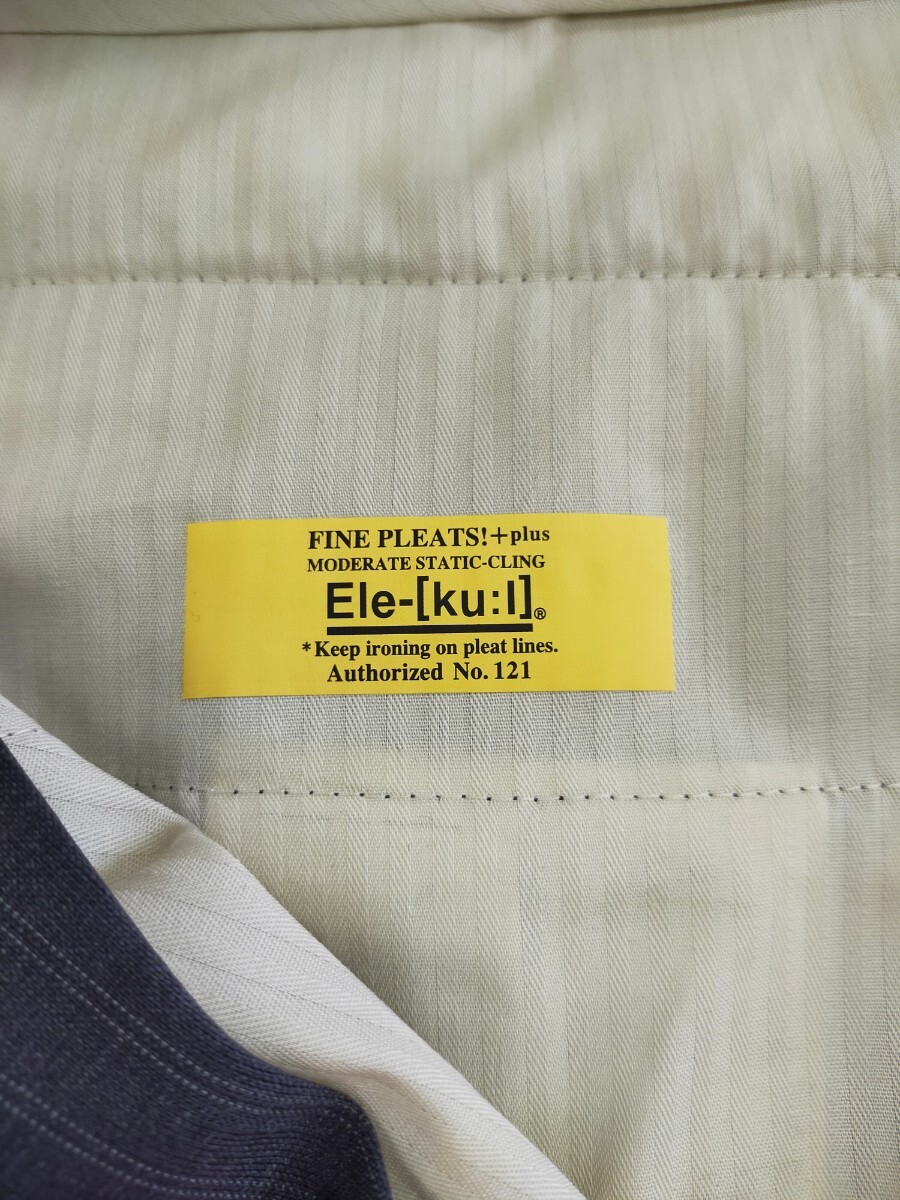 FINE PLEATS!+plus
MODERATE STATIC-CLING
Ele-[ku:l]®
*Keep ironing on pleat lines.
Authorized No. 121